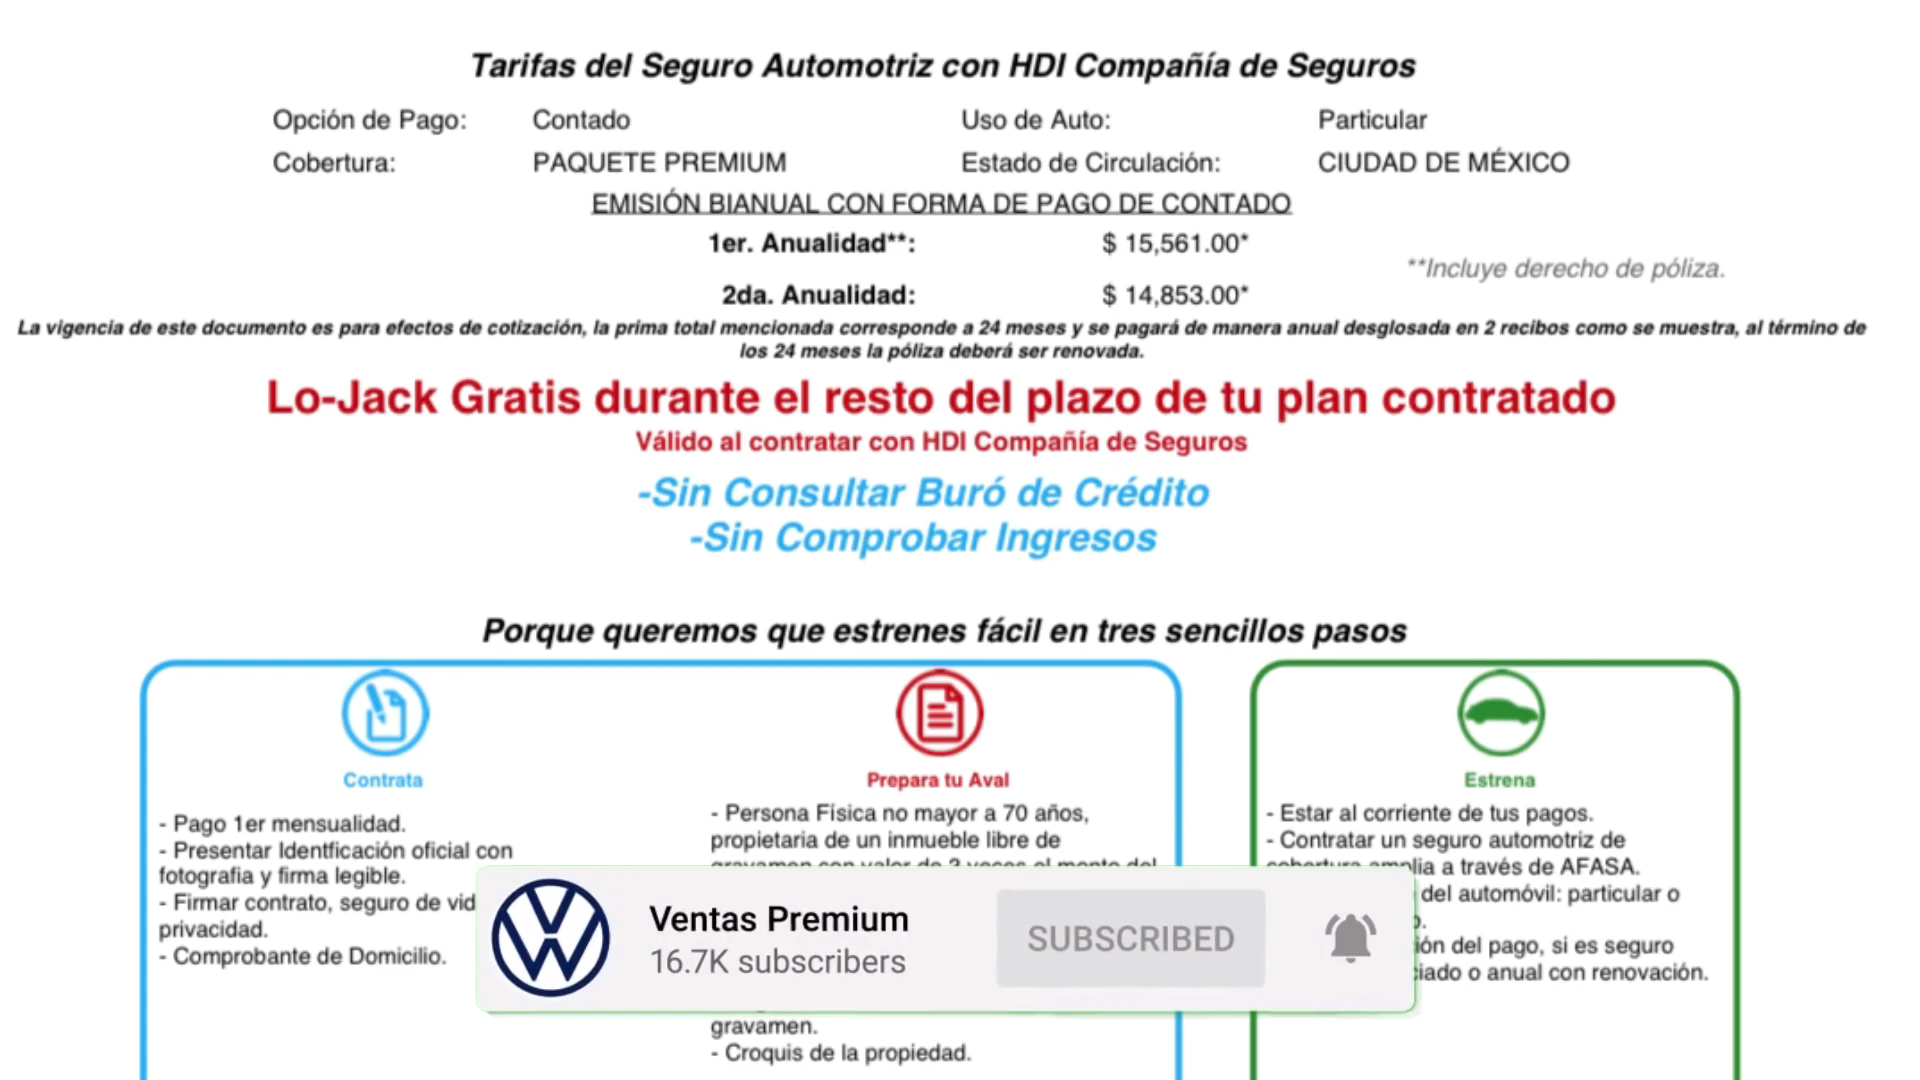 Tarifas del Seguro Automotriz con HDI Compañía de Seguros
Opción de Pago: Contado Uso de Auto: Particular
Cobertura: PAQUETE PREMIUM Estado de Circulación: CIUDAD DE MÉXICO
EMISIÓN BIANUAL CON FORMA DE PAGO DE CONTADO
1er. Anualidad**: $ 15,561.00*
**Incluye derecho de póliza.
2da. Anualidad: $ 14,853.00*
La vigencia de este documento es para efectos de cotización, la prima total mencionada corresponde a 24 meses y se pagará de manera anual desglosada en 2 recibos como se muestra, al término de
los 24 meses la póliza deberá ser renovada.
Lo-Jack Gratis durante el resto del plazo de tu plan contratado
Válido al contratar con HDI Compañía de Seguros
-Sin Consultar Buró de Crédito
-Sin Comprobar Ingresos
Porque queremos que estrenes fácil en tres sencillos pasos
Contrata
- Pago 1er mensualidad.
- Presentar Identficación oficial con
fotografia y firma legible.
- Firmar contrato, seguro de vid
privacidad.
- Comprobante de Domicilio.
Prepara tu Aval
- Persona Física no mayor a 70 años,
propietaria de un inmueble libre de
gravamen con valor de 3 veces el monto del
gravamen.
- Croquis de la propiedad.
Estrena
- Estar al corriente de tus pagos.
- Contratar un seguro automotriz de
cobertura amplia a través de AFASA.
del automóvil: particular o
ión del pago, si es seguro
iado o anual con renovación.
Ventas Premium
16.7K subscribers
SUBSCRIBED